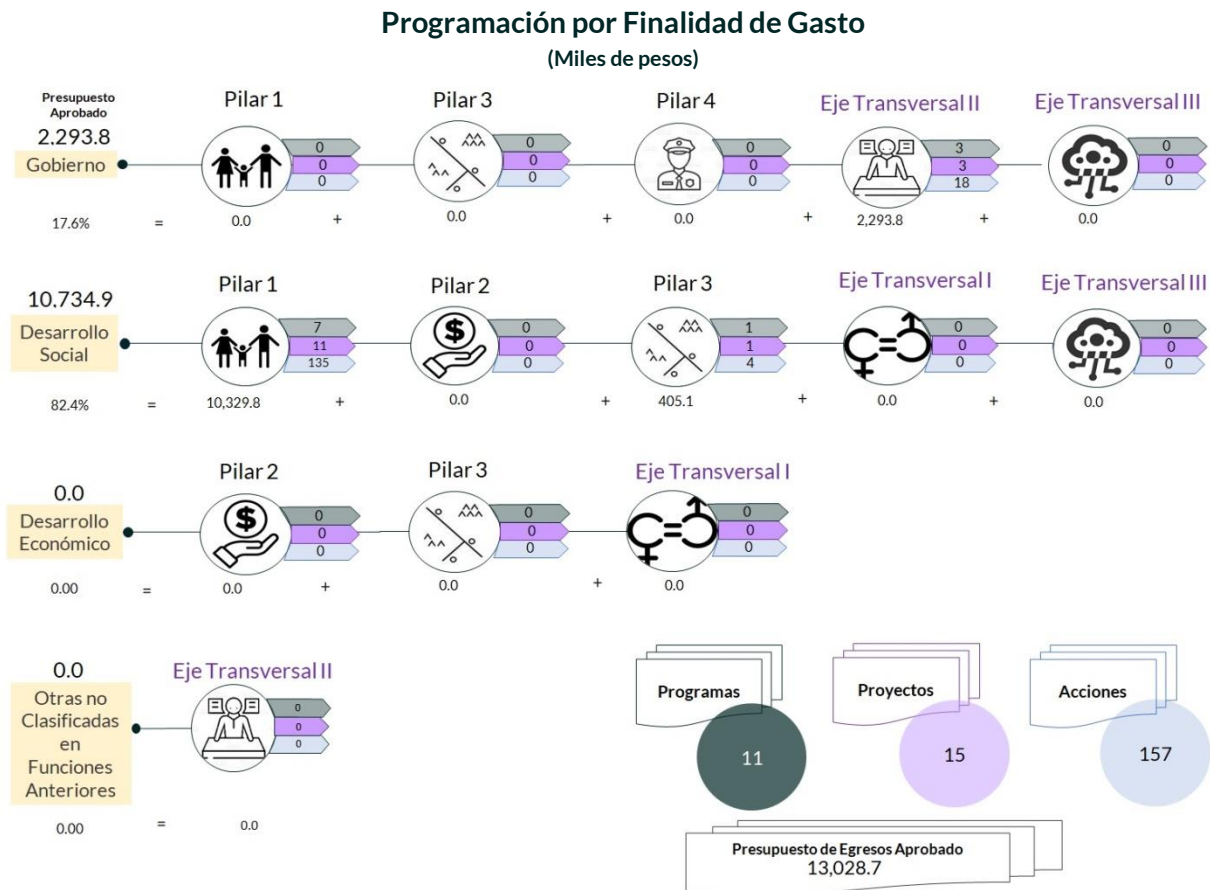 Programación por Finalidad de Gasto
(Miles de pesos)
Presupuesto
Aprobado
2.293.8
Gobierno
17.6%
=
Pilar 1
0
0
0
0.0
+
Pilar 3
0
0
0
0.0
+
Pilar 4
0
0
0
0.0
+
Eje Transversal II
3
3
18
2,293.8
+
Eje Transversal III
0
0
0
0.0
10.734.9
Desarrollo
Social
82.4%
=
Pilar 1
7
11
135
10,329.8
+
Pilar 2
$
0
0
0
0.0
+
Pilar 3
1
1
4
405.1
+
Eje Transversal I
0
0
0
0.0
+
Eje Transversal III
0
0
0
0.0
0.0
Desarrollo
Económico
0.00
=
Pilar 2
$
0
0
0
0.0
+
Pilar 3
0
0
0
0.0
+
Eje Transversal I
0
0
0
0.0
0.0
Otras no
Clasificadas
en
Funciones
Anteriores
0.00
=
Eje Transversal II
0
0
0
0.0
Programas
11
Proyectos
15
Acciones
157
Presupuesto de Egresos Aprobado
13,028.7